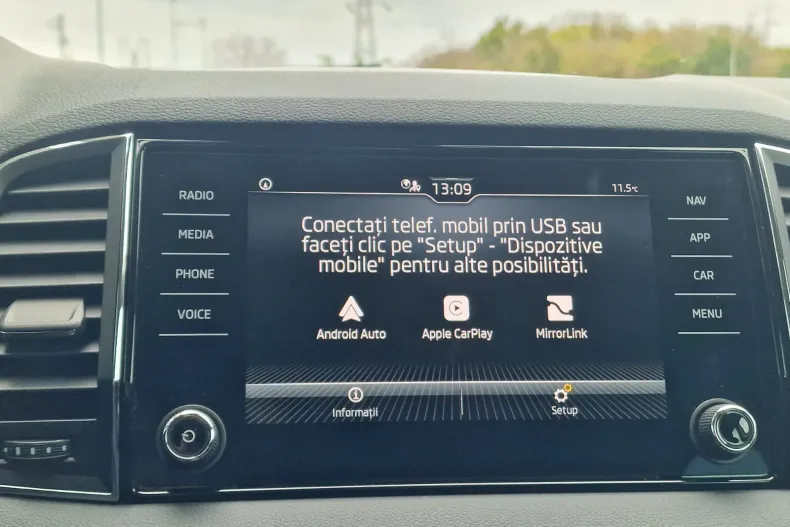 RADIO
MEDIA
PHONE
VOICE
13:09
11.5°C
Conectați telef. mobil prin USB sau
faceți clic pe "Setup" - "Dispozitive
mobile" pentru alte posibilități.
Android Auto
Apple CarPlay
MirrorLink
Informații
Setup
NAV
APP
CAR
MENU